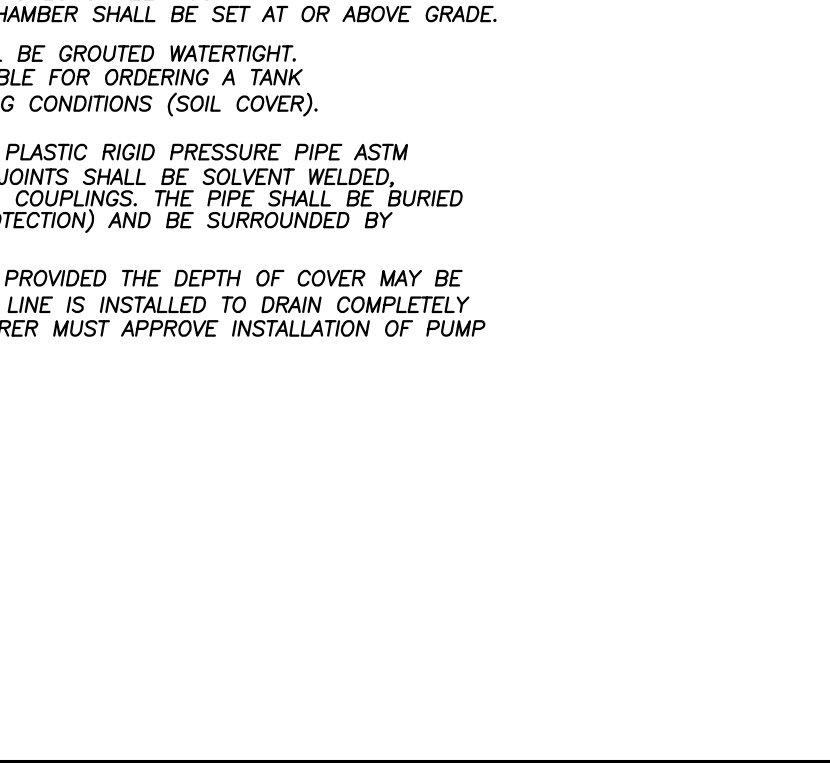 HAMBER SHALL BE SET AT OR ABOVE GRADE.
BE GROUTED WATERTIGHT.
BLE FOR ORDERING A TANK
G CONDITIONS (SOIL COVER).
PLASTIC RIGID PRESSURE PIPE ASTM
JOINTS SHALL BE SOLVENT WELDED,
COUPLINGS. THE PIPE SHALL BE BURIED
OTECTION) AND BE SURROUNDED BY
PROVIDED THE DEPTH OF COVER MAY BE
LINE IS INSTALLED TO DRAIN COMPLETELY
RER MUST APPROVE INSTALLATION OF PUMP